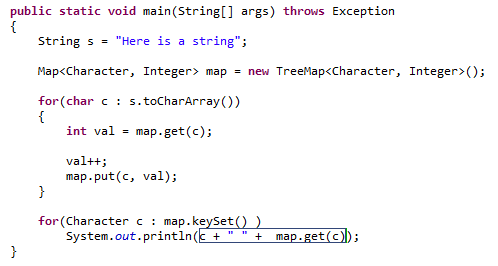 public static void main(String[] args) throws Exception
{
String s = "Here is a string";
Map<Character, Integer> map = new TreeMap<Character, Integer>();
for(char c : s.toCharArray())
{
int val = map.get(c);
val++;
map.put(c, val);
}
for(Character c : map.keySet() )
System.out.println(c + " " +  map.get(c));
}